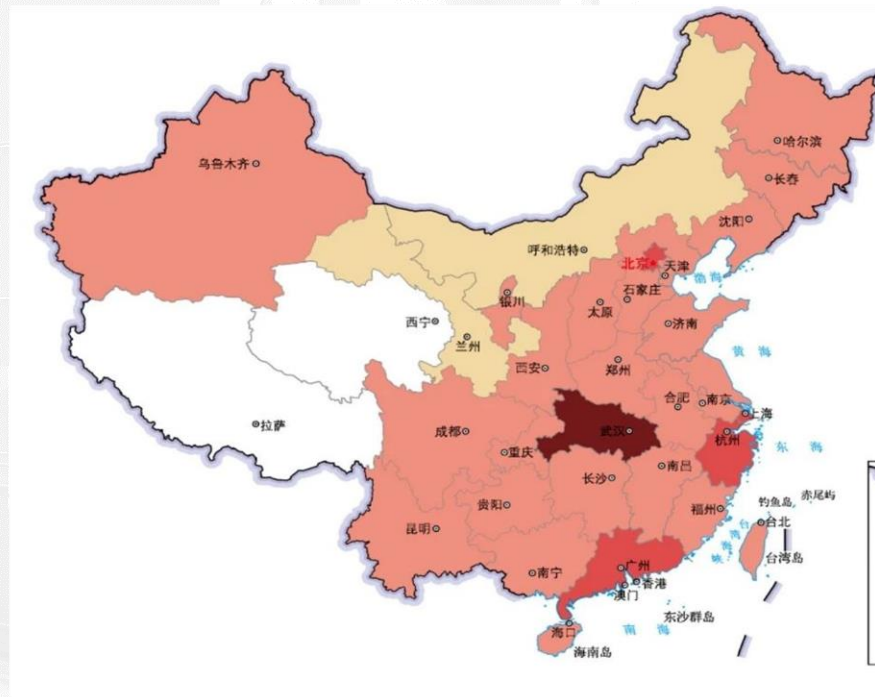 哈尔滨
乌鲁木齐
长春
沈阳
呼和浩特
北京
天津
渤海
银川
石家庄
太原
西宁
济南
兰州
黄海
西安
郑州
合肥
南京
上海
拉萨
成都
武汉
杭州
东海
重庆
南昌
长沙
贵阳
钓鱼岛
赤尾屿
福州
台北
昆明
台湾海峡
台湾岛
广州
南宁
香港
澳门
东沙群岛
海口
南海
海南岛